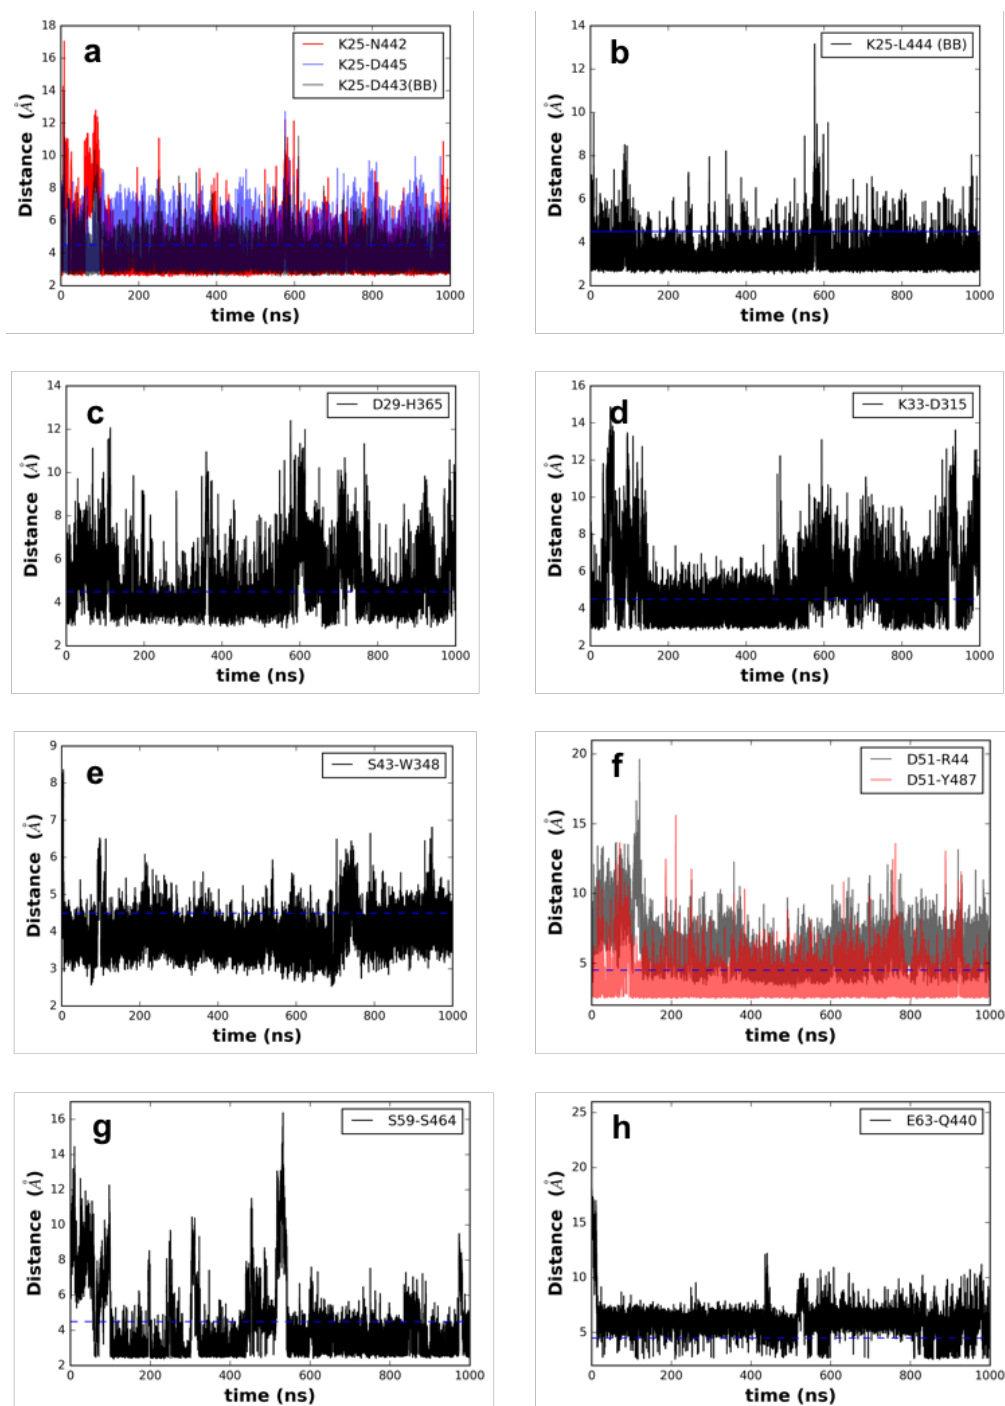 a
K25-N442
K25-D445
K25-D443(BB)
Distance (Å)
18
16
14
12
10
8
6
4
2
0 200 400 600 800 1000
time (ns)
b
K25-L444 (BB)
Distance (Å)
14
12
10
8
6
4
2
0 200 400 600 800 1000
time (ns)
c
D29-H365
Distance (Å)
14
12
10
8
6
4
2
0 200 400 600 800 1000
time (ns)
d
K33-D315
Distance (Å)
16
14
12
10
8
6
4
2
0 200 400 600 800 1000
time (ns)
e
S43-W348
Distance (Å)
9
8
7
6
5
4
3
2
0 200 400 600 800 1000
time (ns)
f
D51-R44
D51-Y487
Distance (Å)
20
15
10
5
0 200 400 600 800 1000
time (ns)
g
S59-S464
Distance (Å)
16
14
12
10
8
6
4
2
0 200 400 600 800 1000
time (ns)
h
E63-Q440
Distance (Å)
25
20
15
10
5
0 200 400 600 800 1000
time (ns)